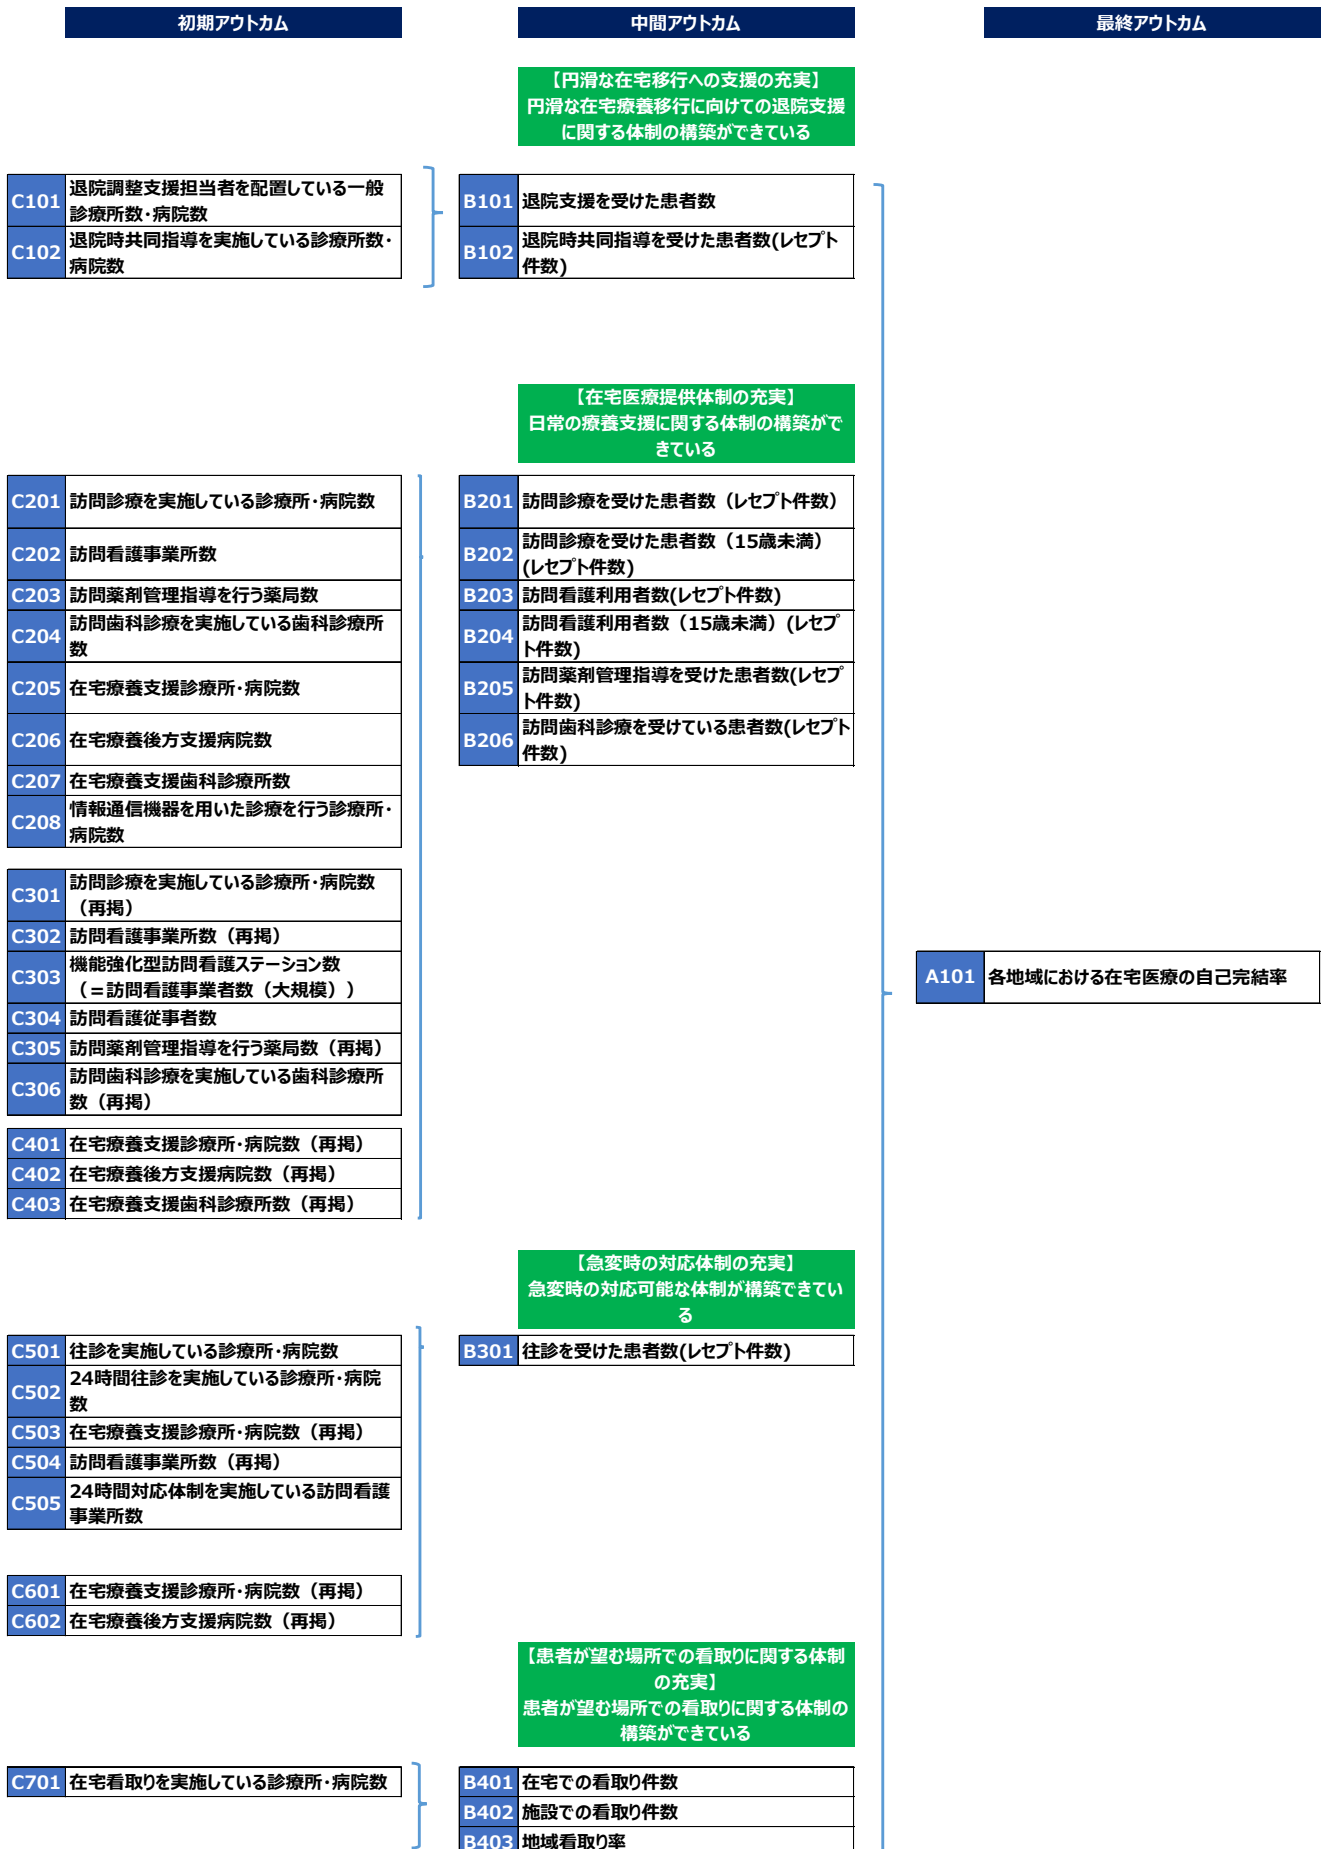 初期アウトカム
中間アウトカム
最終アウトカム
【円滑な在宅移行への支援の充実】
円滑な在宅療養移行に向けての退院支援
に関する体制の構築ができている
C101
退院調整支援担当者を配置している一般
診療所数・病院数
C102
退院時共同指導を実施している診療所数・
病院数
B101
退院支援を受けた患者数
B102
退院時共同指導を受けた患者数(レセプト
件数)
【在宅医療提供体制の充実】
日常の療養支援に関する体制の構築がで
きている
C201
訪問診療を実施している診療所・病院数
C202
訪問看護事業所数
C203
訪問薬剤管理指導を行う薬局数
C204
訪問歯科診療を実施している歯科診療所
数
C205
在宅療養支援診療所・病院数
C206
在宅療養後方支援病院数
C207
在宅療養支援歯科診療所数
C208
情報通信機器を用いた診療を行う診療所・
病院数
B201
訪問診療を受けた患者数（レセプト件数）
B202
訪問診療を受けた患者数（15歳未満）
(レセプト件数)
B203
訪問看護利用者数(レセプト件数)
B204
訪問看護利用者数（15歳未満）(レセプ
ト件数)
B205
訪問薬剤管理指導を受けた患者数(レセプ
ト件数)
B206
訪問歯科診療を受けている患者数(レセプト
件数)
C301
訪問診療を実施している診療所・病院数
（再掲）
C302
訪問看護事業所数（再掲）
C303
機能強化型訪問看護ステーション数
（＝訪問看護事業者数（大規模））
C304
訪問看護従事者数
C305
訪問薬剤管理指導を行う薬局数（再掲）
C306
訪問歯科診療を実施している歯科診療所
数（再掲）
A101
各地域における在宅医療の自己完結率
C401
在宅療養支援診療所・病院数（再掲）
C402
在宅療養後方支援病院数（再掲）
C403
在宅療養支援歯科診療所数（再掲）
【急変時の対応体制の充実】
急変時の対応可能な体制が構築できてい
る
C501
往診を実施している診療所・病院数
C502
24時間往診を実施している診療所・病院
数
C503
在宅療養支援診療所・病院数（再掲）
C504
訪問看護事業所数（再掲）
C505
24時間対応体制を実施している訪問看護
事業所数
B301
往診を受けた患者数(レセプト件数)
C601
在宅療養支援診療所・病院数（再掲）
C602
在宅療養後方支援病院数（再掲）
【患者が望む場所での看取りに関する体制
の充実】
患者が望む場所での看取りに関する体制の
構築ができている
C701
在宅看取りを実施している診療所・病院数
B401
在宅での看取り件数
B402
施設での看取り件数
B403
地域看取り率